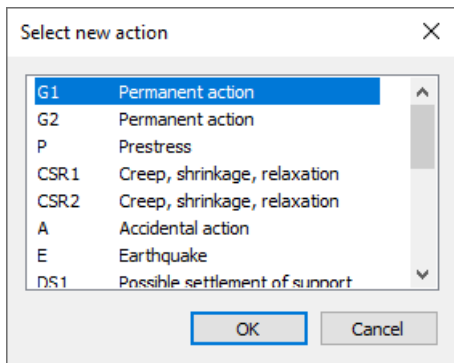 Select new action
G1 Permanent action
G2 Permanent action
P Prestress
CSR1 Creep, shrinkage, relaxation
CSR2 Creep, shrinkage, relaxation
A Accidental action
E Earthquake
DS1 Possible settlement of support
OK Cancel